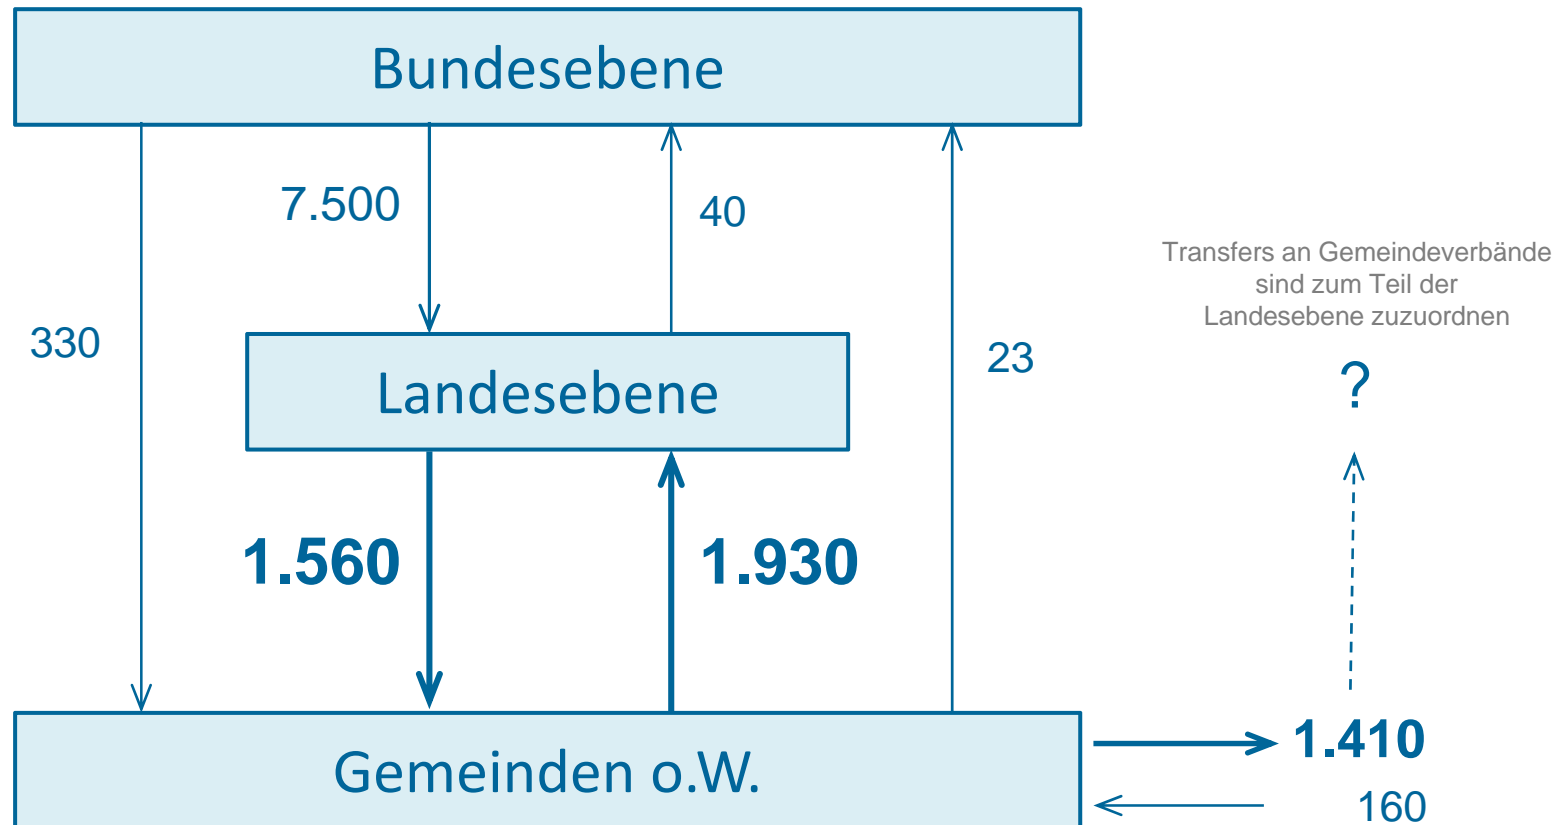 Bundesebene
7.500
40
Transfers an Gemeindeverbände
sind zum Teil der
Landesebene zuzuordnen
330
23
?
Landesebene
1.560
1.930
1.410
Gemeinden o.W.
160